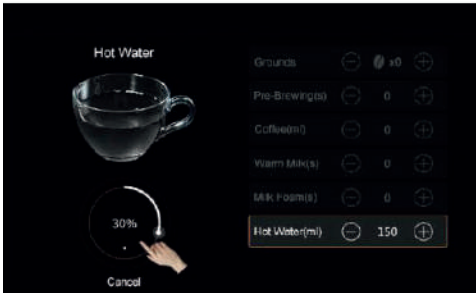 Hot Water
30%
Cancel
Grounds x0
Pre-Brewing(s) 0
Coffee(ml) 0
Warm Milk(s) 0
Milk Foam(s) 0
Hot Water(ml) 150